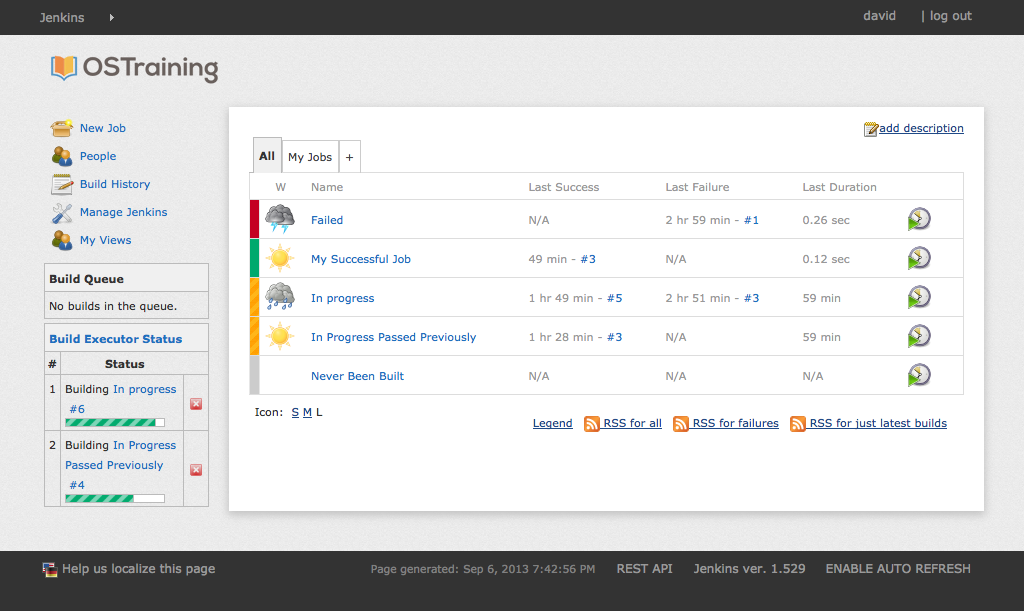 Jenkins
david | log out
OSTraining
New Job
People
Build History
Manage Jenkins
My Views
Build Queue
No builds in the queue.
Build Executor Status
# Status
1 Building In progress
#6
2 Building In Progress
Passed Previously
#4
add description
All My Jobs +
W Name Last Success Last Failure Last Duration
Failed N/A 2 hr 59 min - #1 0.26 sec
My Successful Job 49 min - #3 N/A 0.12 sec
In progress 1 hr 49 min - #5 2 hr 51 min - #3 59 min
In Progress Passed Previously 1 hr 28 min - #3 N/A 59 min
Never Been Built N/A N/A N/A
Icon: S M L
Legend RSS for all RSS for failures RSS for just latest builds
Help us localize this page Page generated: Sep 6, 2013 7:42:56 PM REST API Jenkins ver. 1.529 ENABLE AUTO REFRESH